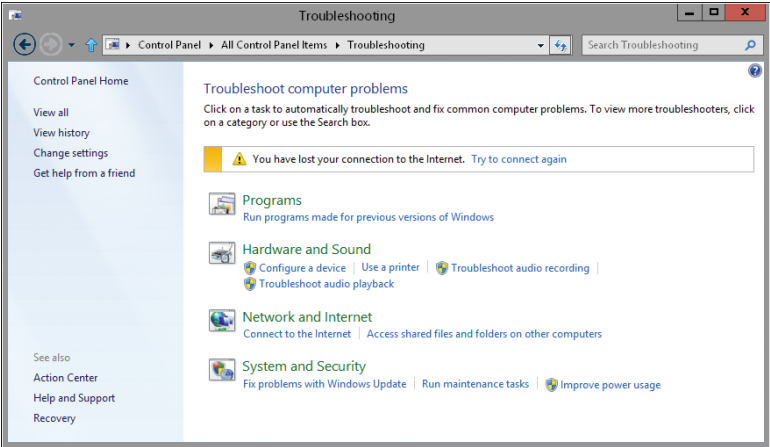 Troubleshooting
Control Panel ▸ All Control Panel Items ▸ Troubleshooting
Search Troubleshooting
Control Panel Home
View all
View history
Change settings
Get help from a friend
See also
Action Center
Help and Support
Recovery
Troubleshoot computer problems
Click on a task to automatically troubleshoot and fix common computer problems. To view more troubleshooters, click
on a category or use the Search box.
You have lost your connection to the Internet. Try to connect again
Programs
Run programs made for previous versions of Windows
Hardware and Sound
Configure a device | Use a printer | Troubleshoot audio recording |
Troubleshoot audio playback
Network and Internet
Connect to the Internet | Access shared files and folders on other computers
System and Security
Fix problems with Windows Update | Run maintenance tasks | Improve power usage